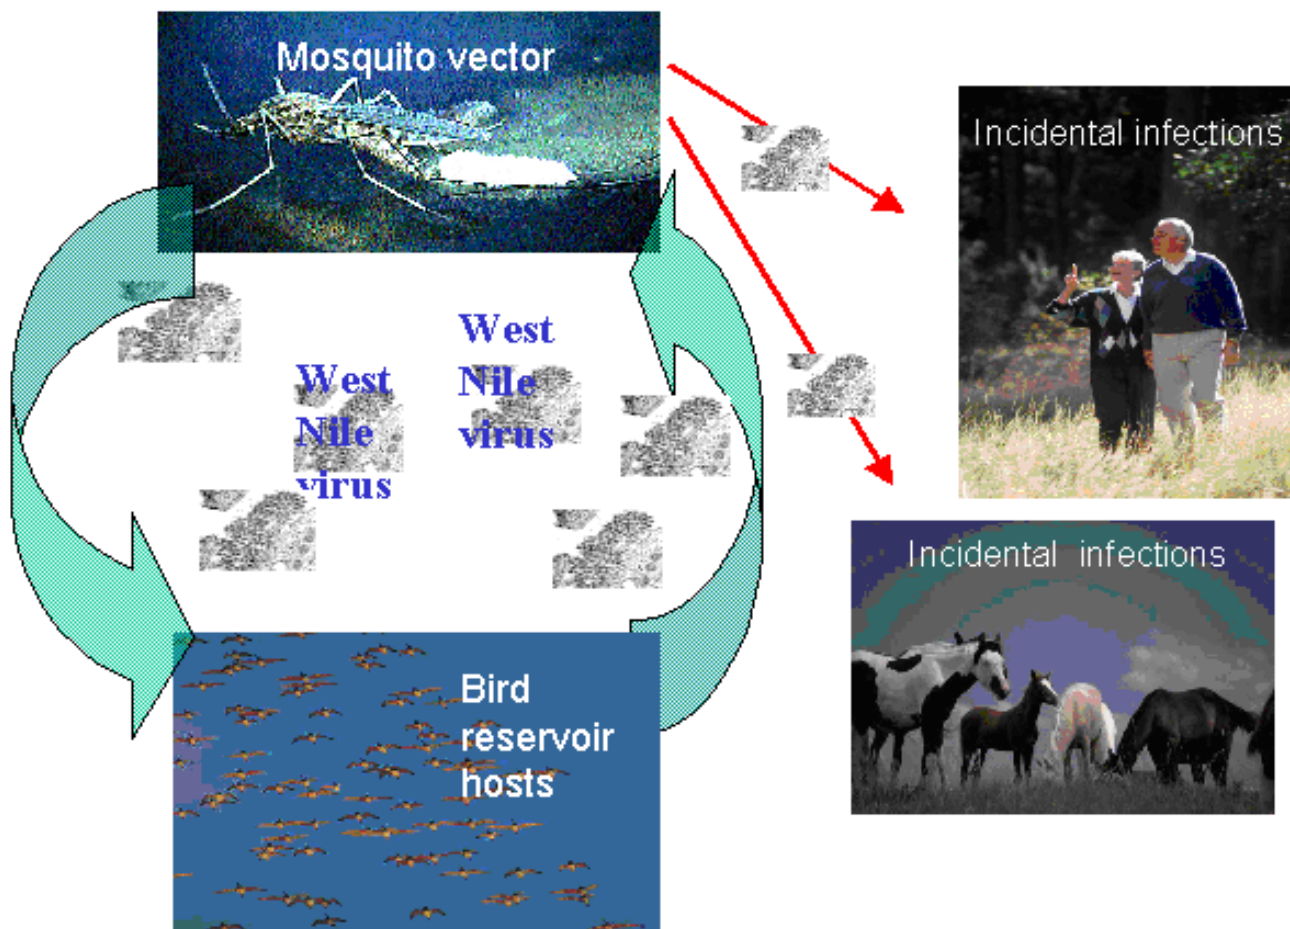 Mosquito vector
Incidental infections
West
Nile
virus
West
Nile
virus
Incidental  infections
Bird
reservoir
hosts